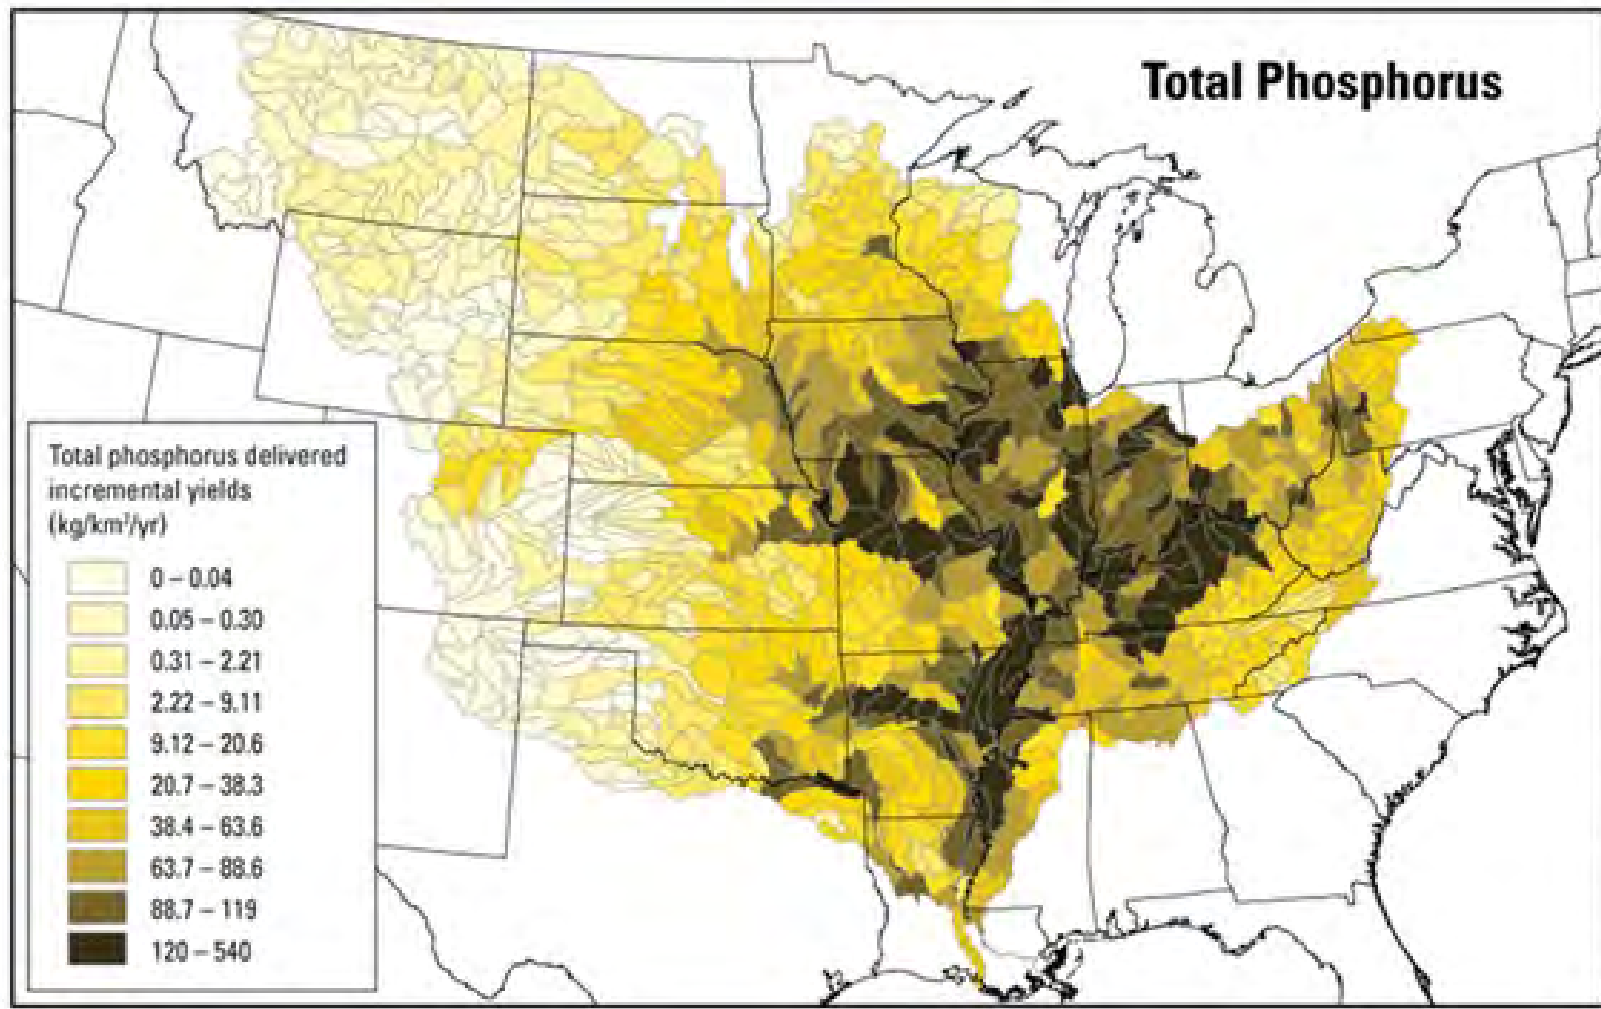 Total Phosphorus
Total phosphorus delivered
incremental yields
(kg/km²/yr)
0 – 0.04
0.05 – 0.30
0.31 – 2.21
2.22 – 9.11
9.12 – 20.6
20.7 – 38.3
38.4 – 63.6
63.7 – 88.6
88.7 – 119
120 – 540